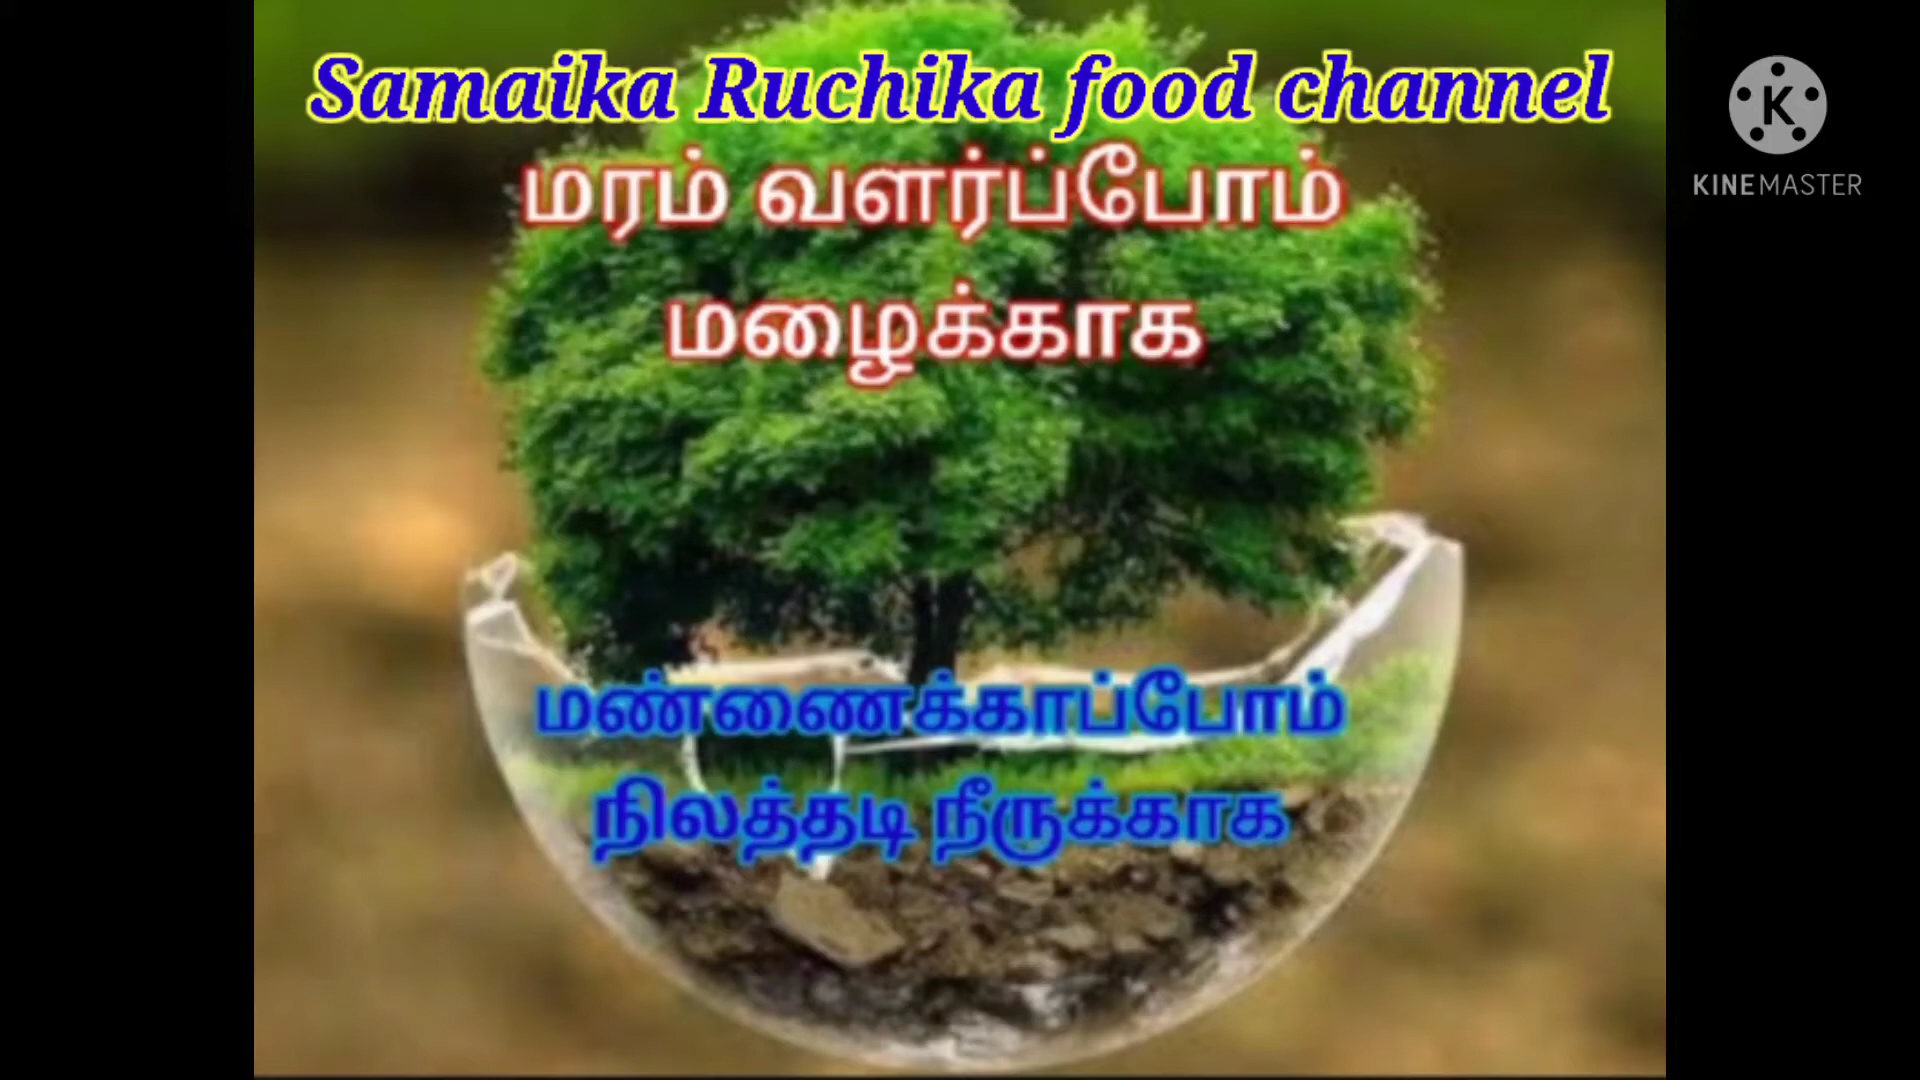 Samaika Ruchika food channel
மரம் வளர்ப்போம்
மழைக்காக
மண்ணைக்காப்போம்
நிலத்தடி நீருக்காக
K
KINEMASTER